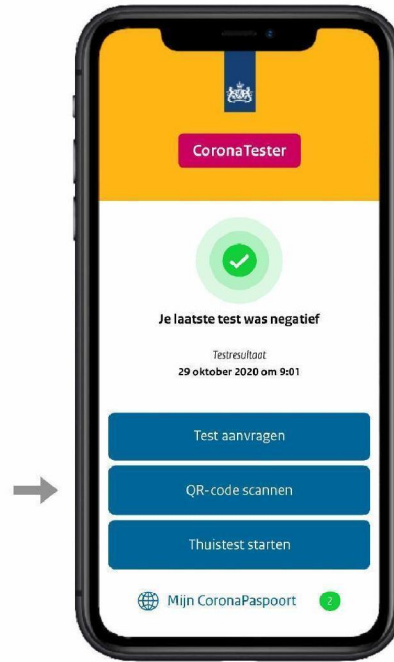 CoronaTester
Je laatste test was negatief
Testresultaat
29 oktober 2020 om 9:01
Test aanvragen
QR-code scannen
Thuistest starten
Mijn CoronaPaspoort 2